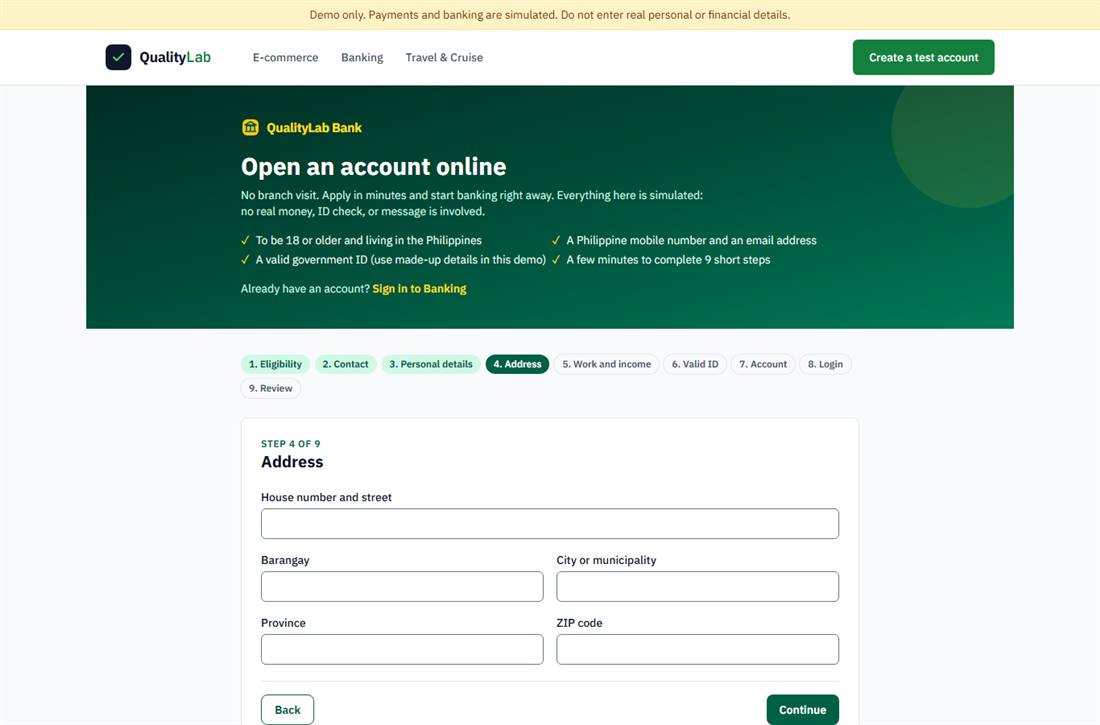 Demo only. Payments and banking are simulated. Do not enter real personal or financial details.
QualityLab
E-commerce
Banking
Travel & Cruise
Create a test account
QualityLab Bank
Open an account online
No branch visit. Apply in minutes and start banking right away. Everything here is simulated:
no real money, ID check, or message is involved.
✓ To be 18 or older and living in the Philippines
✓ A Philippine mobile number and an email address
✓ A valid government ID (use made-up details in this demo)
✓ A few minutes to complete 9 short steps
Already have an account? Sign in to Banking
1. Eligibility
2. Contact
3. Personal details
4. Address
5. Work and income
6. Valid ID
7. Account
8. Login
9. Review
STEP 4 OF 9
Address
House number and street
Barangay
City or municipality
Province
ZIP code
Back
Continue